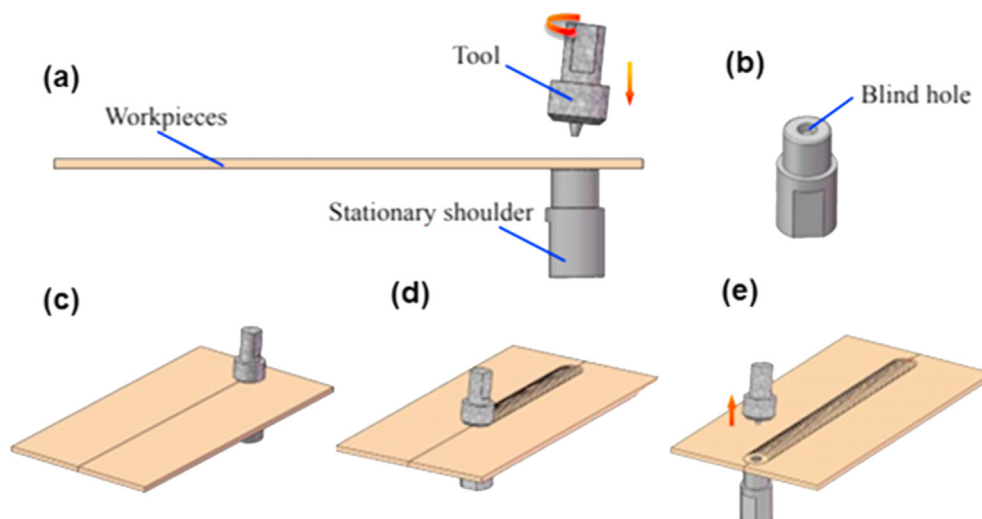 (a)
Tool
(b)
Blind hole
Workpieces
Stationary shoulder
(c)
(d)
(e)